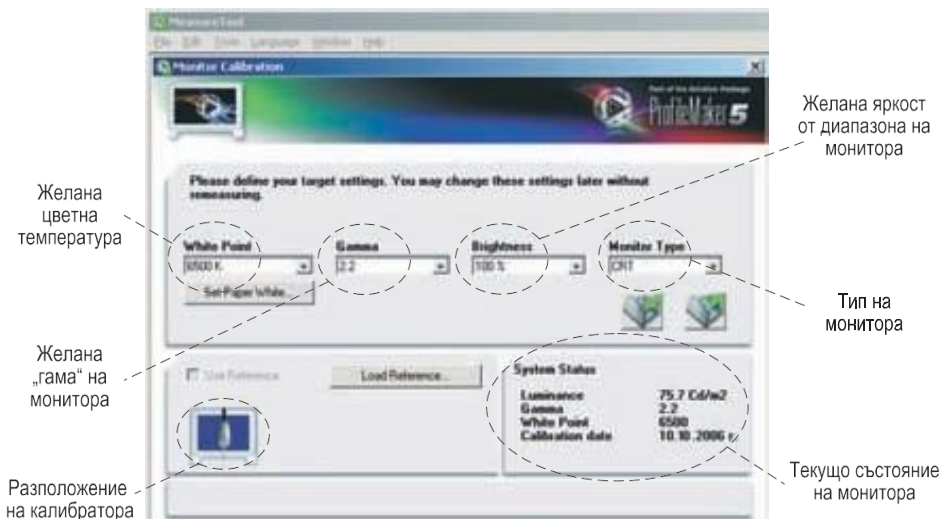 MeasureTool
File Edit Tools Language Window Help
Monitor Calibration
ProfileMaker 5
Желана яркост
от диапазона на
монитора
Please define your target settings. You may change these settings later without
remeasuring.
Желана
цветна
температура
White Point
Gamma
Brightness
Monitor Type
6500 K
2.2
100 %
CRT
Set Paper White...
Тип на
монитора
Желана
„гама“ на
монитора
Use Reference
Load Reference...
System Status
Luminance 75.7 Cd/m2
Gamma 2.2
White Point 6500
Calibration date 10.10.2006 г.
Разположение
на калибратора
Текущо състояние
на монитора